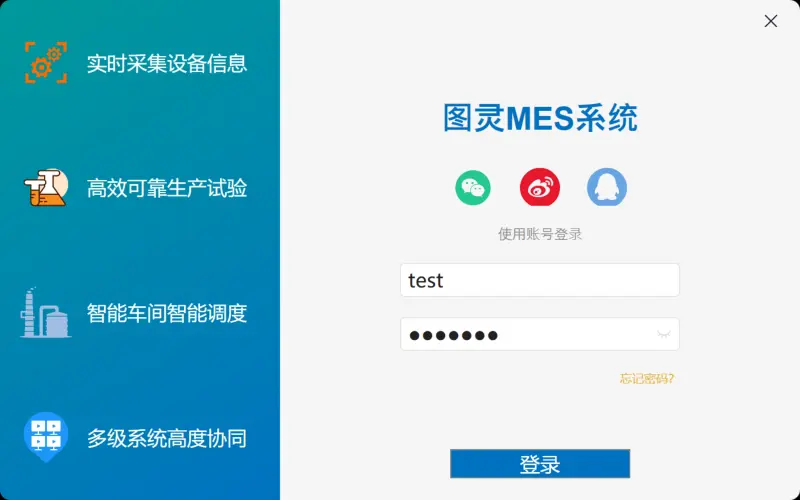 实时采集设备信息
高效可靠生产试验
智能车间智能调度
多级系统高度协同
图灵MES系统
使用账号登录
test
●●●●●●●
忘记密码?
登录